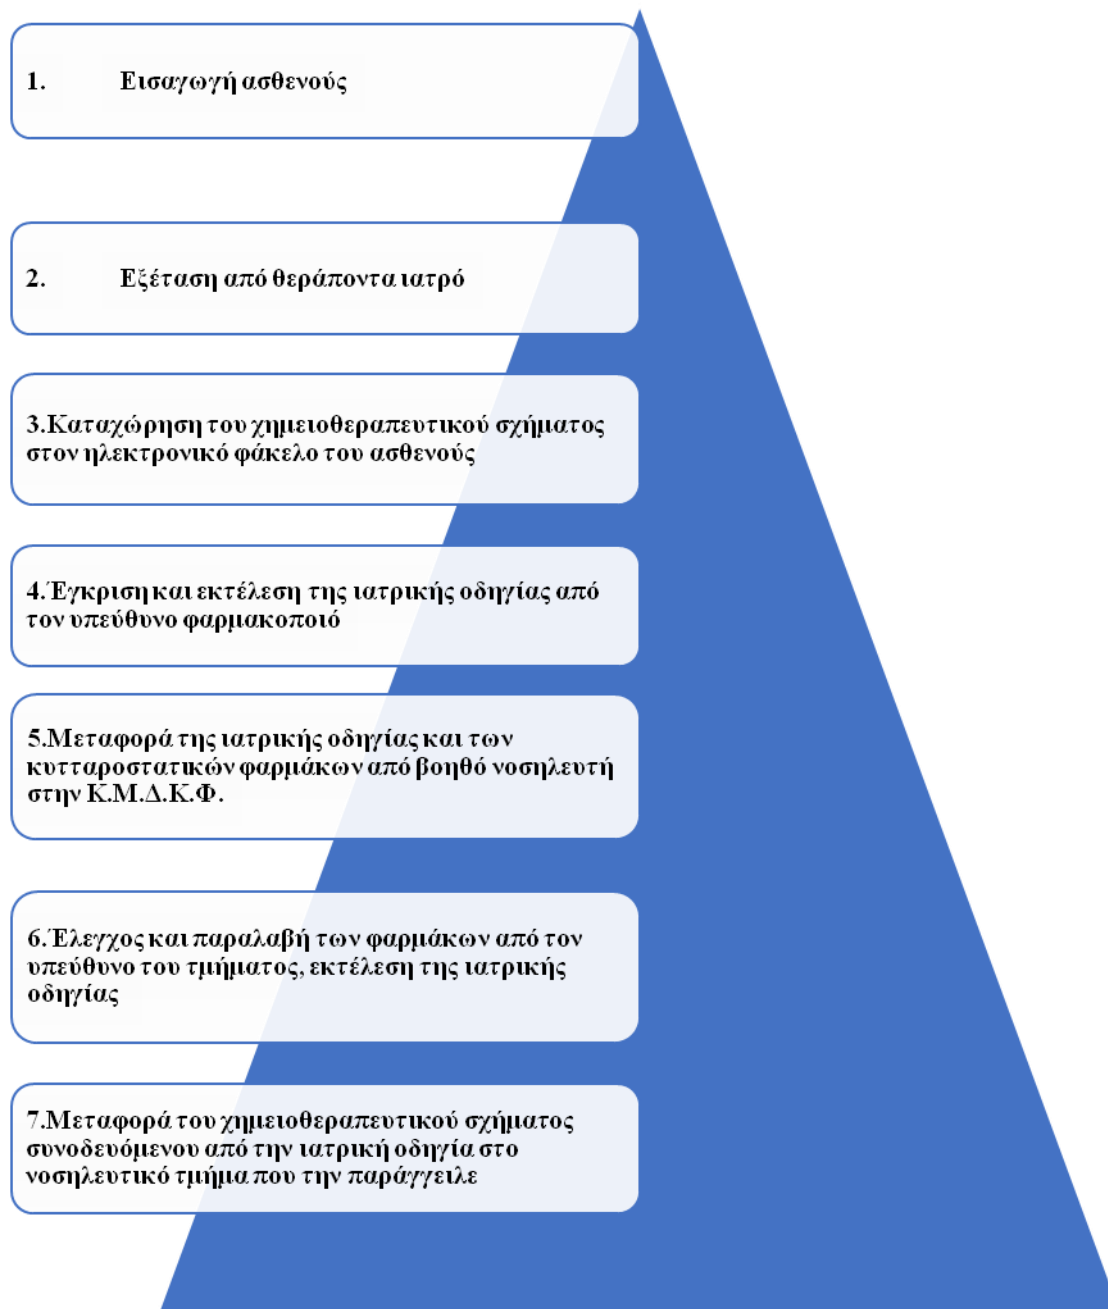 1. Εισαγωγή ασθενούς
2. Εξέταση από θεράποντα ιατρό
3.Καταχώρηση του χημειοθεραπευτικού σχήματος
στον ηλεκτρονικό φάκελο του ασθενούς
4.Έγκριση και εκτέλεση της ιατρικής οδηγίας από
τον υπεύθυνο φαρμακοποιό
5.Μεταφορά της ιατρικής οδηγίας και των
κυτταροστατικών φαρμάκων από βοηθό νοσηλευτή
στην Κ.Μ.Δ.Κ.Φ.
6.Έλεγχος και παραλαβή των φαρμάκων από τον
υπεύθυνο του τμήματος, εκτέλεση της ιατρικής
οδηγίας
7.Μεταφορά του χημειοθεραπευτικού σχήματος
συνοδευόμενου από την ιατρική οδηγία στο
νοσηλευτικό τμήμα που την παράγγειλε